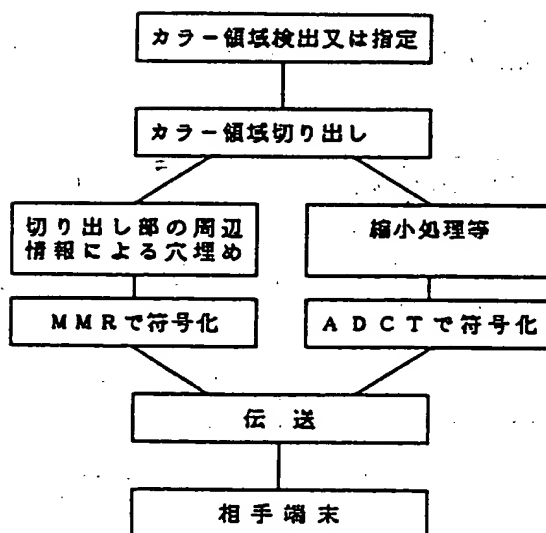 カラー領域検出又は指定
カラー領域切り出し
切り出し部の周辺
情報による穴埋め
縮小処理等
MMRで符号化
ADCTで符号化
伝送
相手端末